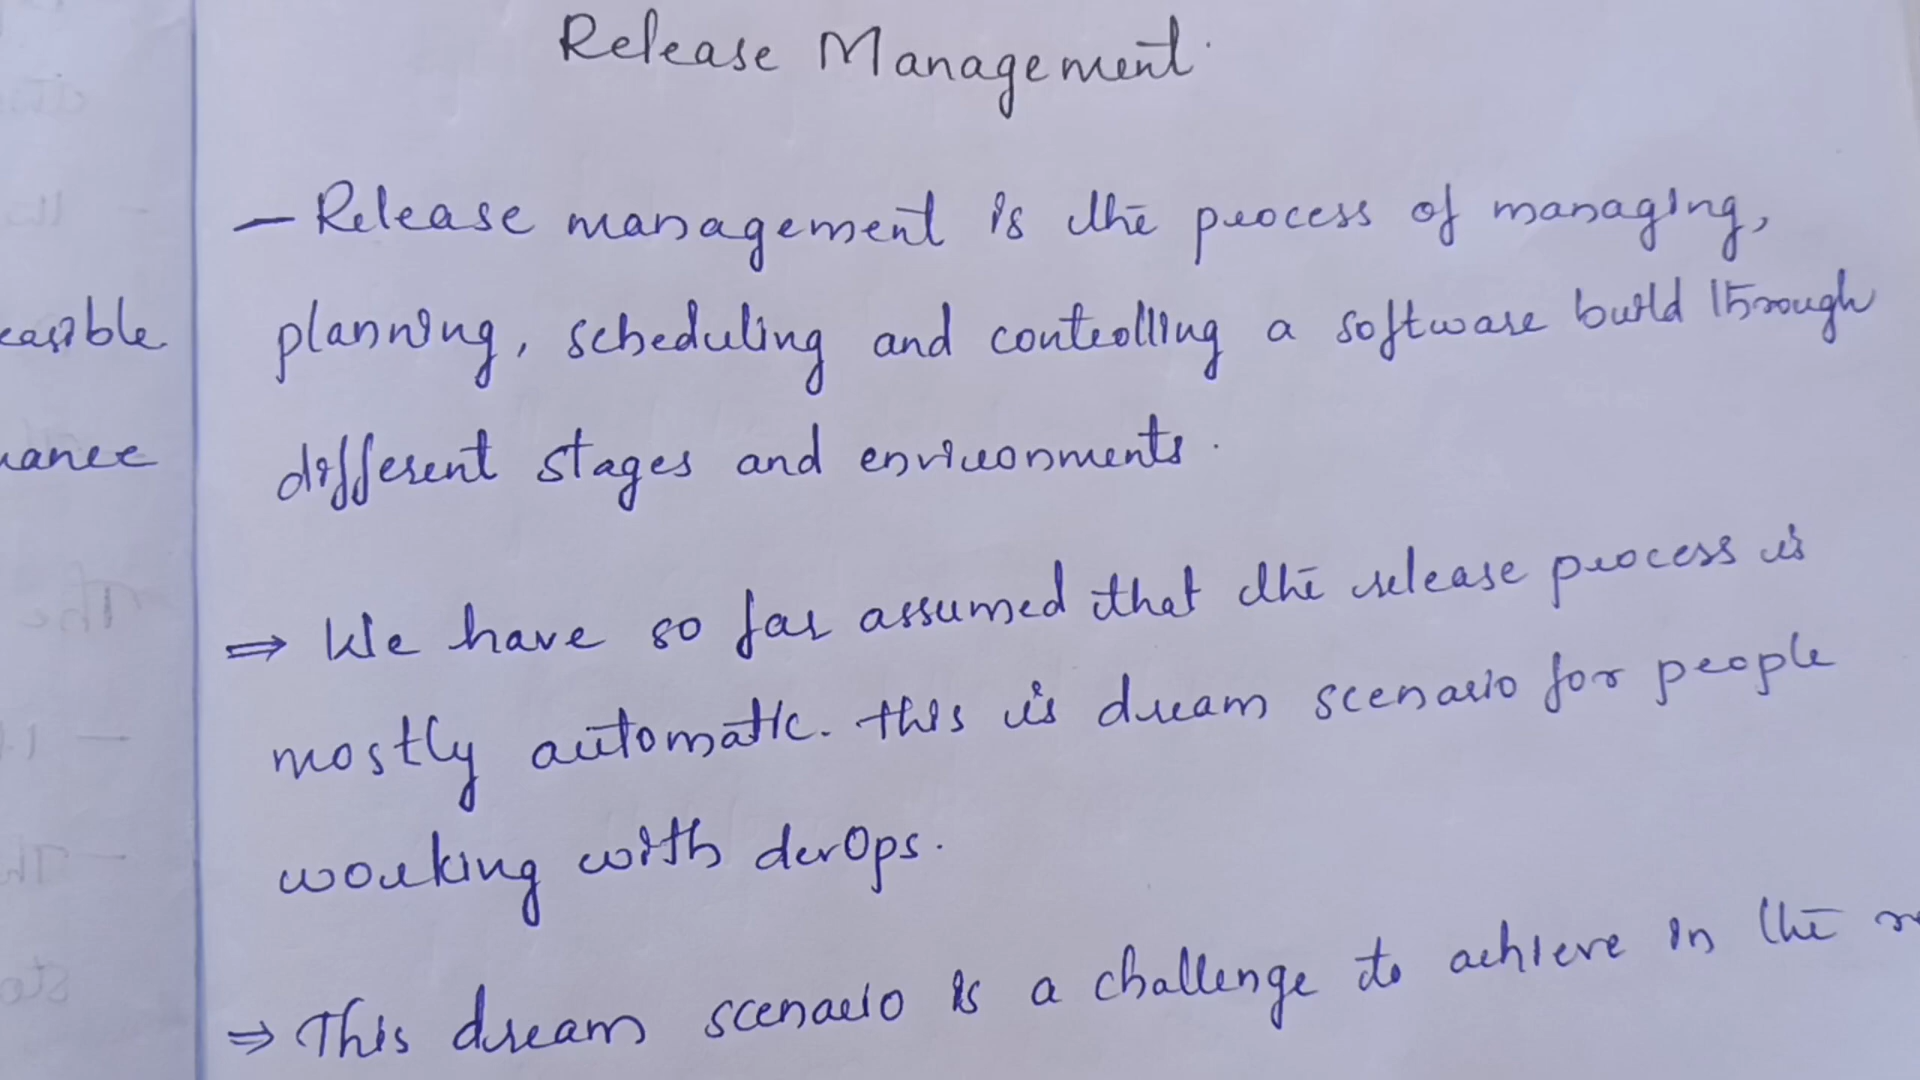 Release Management.
– Release management is the process of managing,
planning, scheduling and controlling a software build through
different stages and environments.
⇒ We have so far assumed that the release process is
mostly automatic. this is dream scenario for people
working with devOps.
⇒ This dream scenario is a challenge to achieve in the